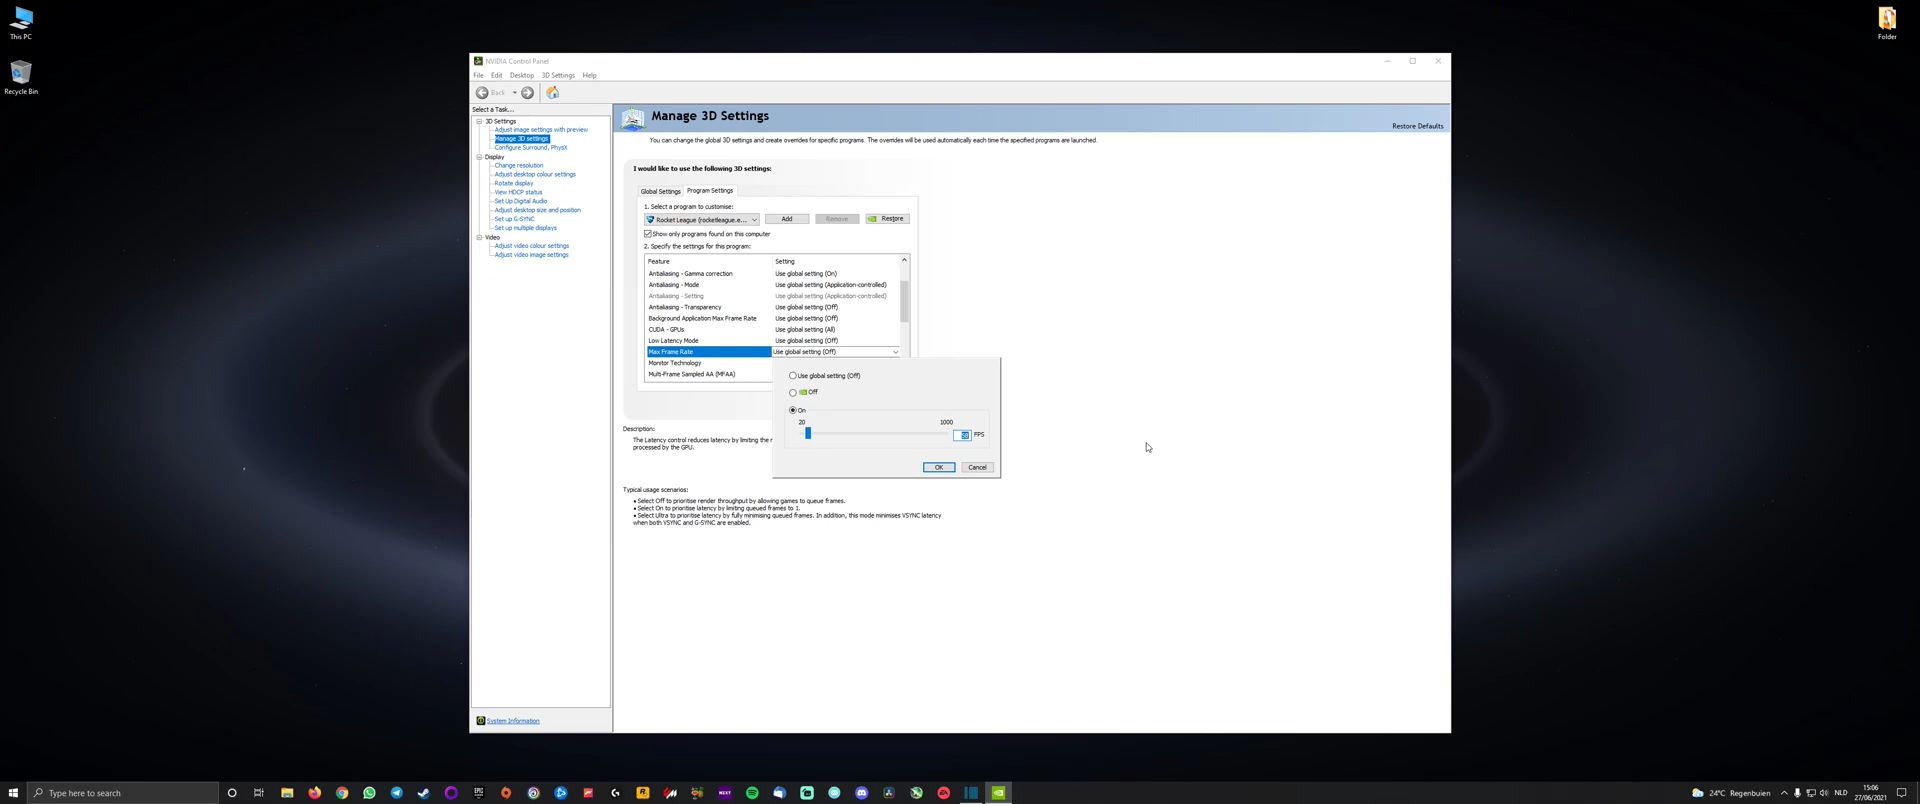 This PC
Recycle Bin
Folder
NVIDIA Control Panel
File Edit Desktop 3D Settings Help
Back
Select a Task...
3D Settings
Adjust image settings with preview
Manage 3D settings
Configure Surround, PhysX
Display
Change resolution
Adjust desktop colour settings
Rotate display
View HDCP status
Set Up Digital Audio
Adjust desktop size and position
Set up G-SYNC
Set up multiple displays
Video
Adjust video colour settings
Adjust video image settings
System Information
Manage 3D Settings
Restore Defaults
You can change the global 3D settings and create overrides for specific programs. The overrides will be used automatically each time the specified programs are launched.
I would like to use the following 3D settings:
Global Settings Program Settings
1. Select a program to customise:
Rocket League (rocketleague.e... Add Remove Restore
Show only programs found on this computer
2. Specify the settings for this program:
Feature Setting
Antialiasing - Gamma correction Use global setting (On)
Antialiasing - Mode Use global setting (Application-controlled)
Antialiasing - Setting Use global setting (Application-controlled)
Antialiasing - Transparency Use global setting (Off)
Background Application Max Frame Rate Use global setting (Off)
CUDA - GPUs Use global setting (All)
Low Latency Mode Use global setting (Off)
Max Frame Rate Use global setting (Off)
Monitor Technology
Multi-Frame Sampled AA (MFAA)
Use global setting (Off)
Off
On
20 1000
FPS
OK Cancel
Description:
The Latency control reduces latency by limiting the
processed by the GPU.
Typical usage scenarios:
• Select Off to prioritise render throughput by allowing games to queue frames.
• Select On to prioritise latency by limiting queued frames to 1.
• Select Ultra to prioritise latency by fully minimising queued frames. In addition, this mode minimises VSYNC latency
when both VSYNC and G-SYNC are enabled.
Type here to search
EPIC
NEXT
EA
24°C Regenbuien
NLD
15:06
27/06/2021